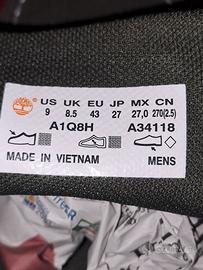 US UK EU JP MX CN
9 8.5 43 27 27,0 270(2.5)
A1Q8H A34118
MADE IN VIETNAM MENS